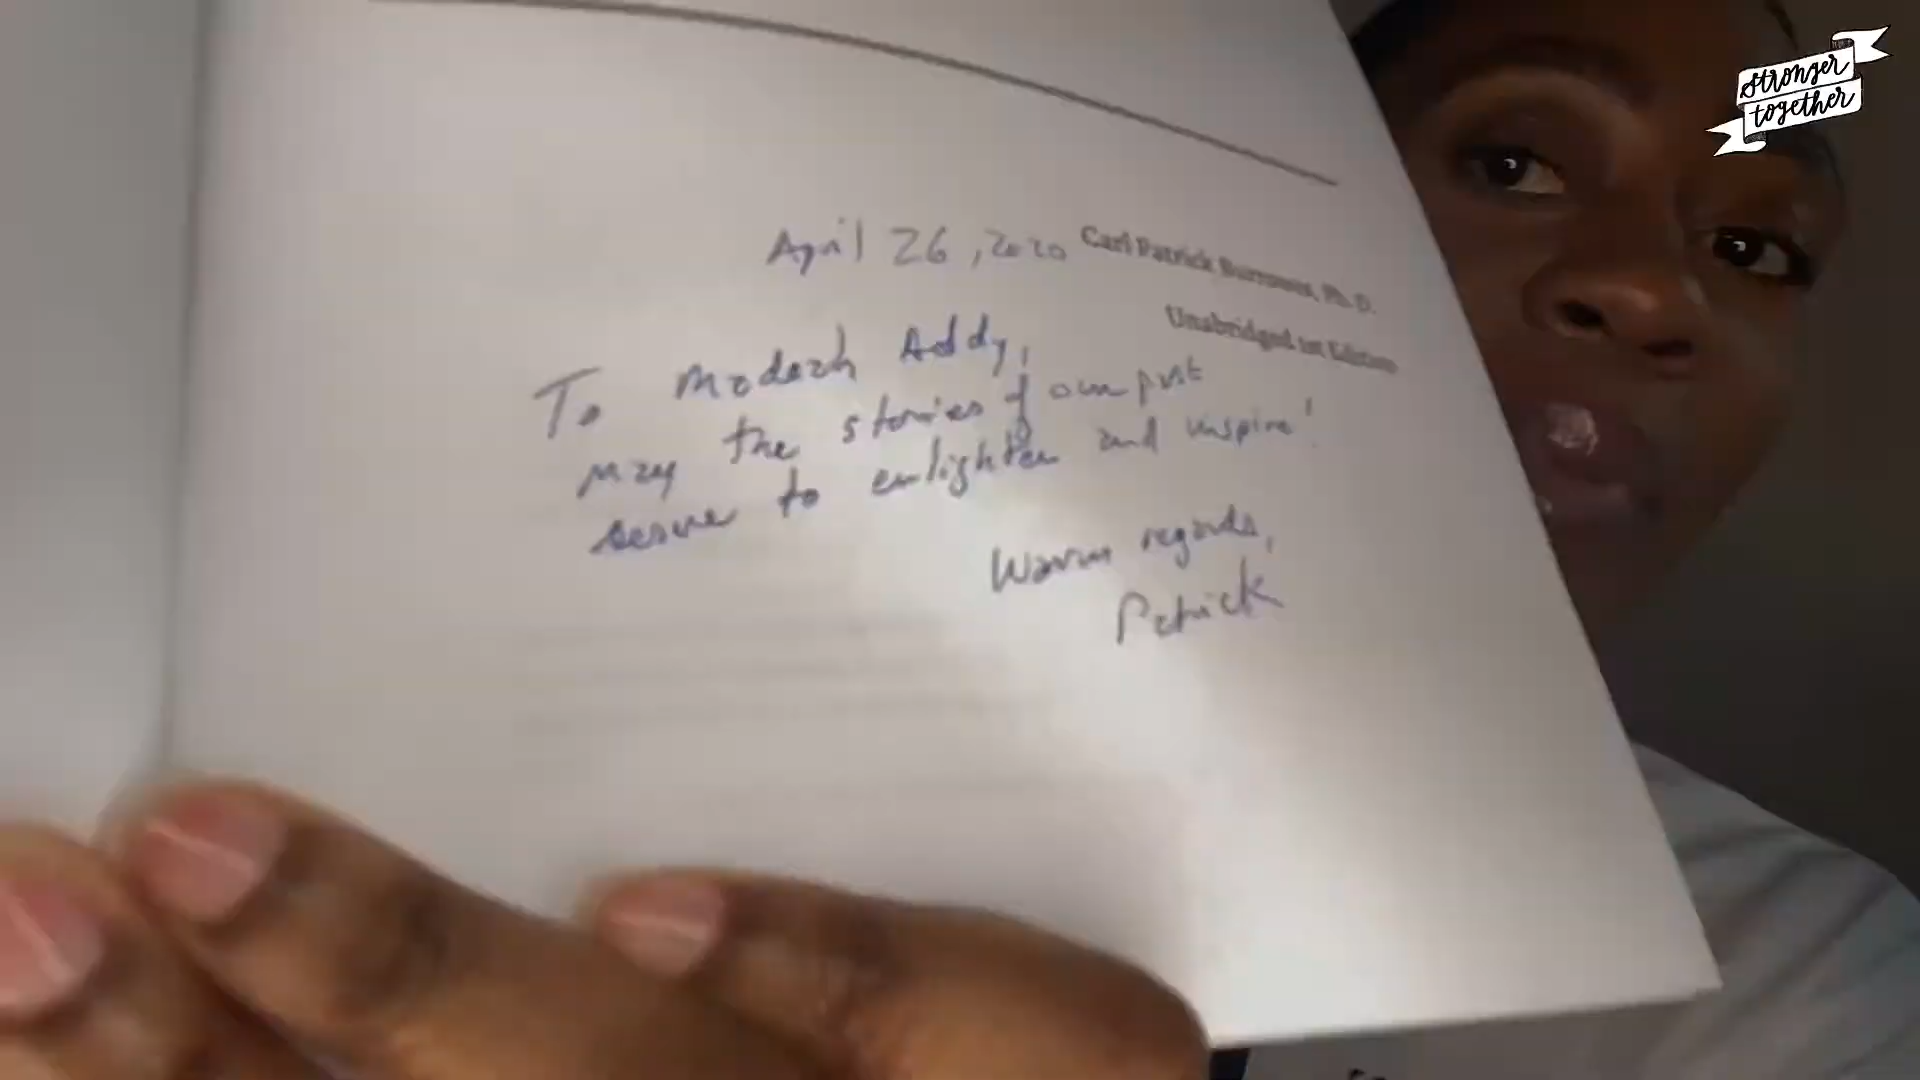 April 26, 2020
Carl Patrick Burrowes, Ph. D.
Unabridged 1st Edition
To Madeah Addy,
may the stories of our past
serve to enlighten and inspire!
Warm regards,
Patrick
stronger
together